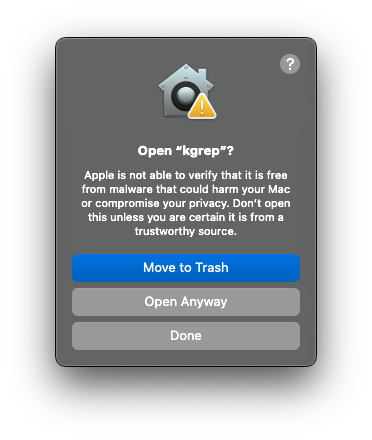 ?
Open “kgrep”?
Apple is not able to verify that it is free
from malware that could harm your Mac
or compromise your privacy. Don’t open
this unless you are certain it is from a
trustworthy source.
Move to Trash
Open Anyway
Done